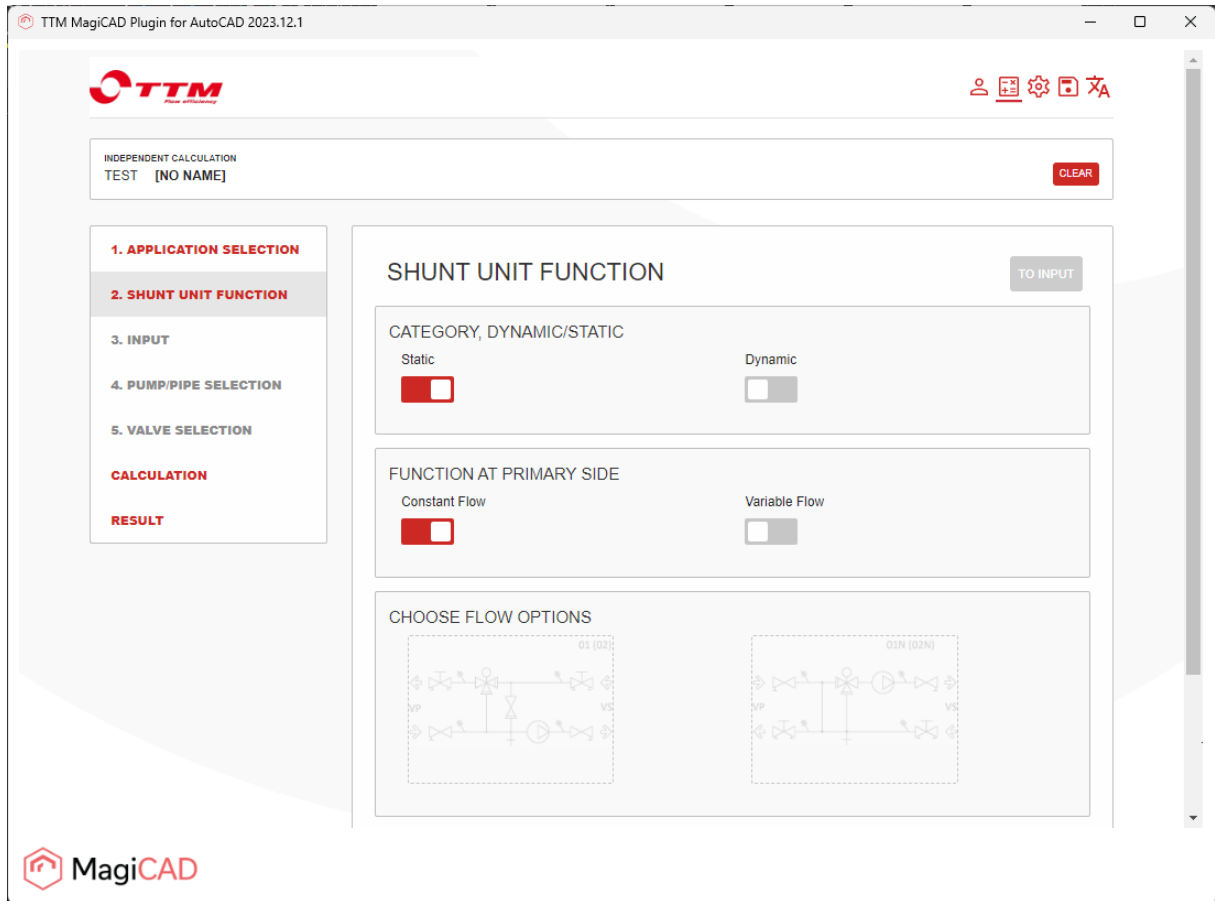 TTM MagiCAD Plugin for AutoCAD 2023.12.1
TTM
Flow efficiency
INDEPENDENT CALCULATION
TEST [NO NAME]
CLEAR
1. APPLICATION SELECTION
2. SHUNT UNIT FUNCTION
3. INPUT
4. PUMP/PIPE SELECTION
5. VALVE SELECTION
CALCULATION
RESULT
SHUNT UNIT FUNCTION
TO INPUT
CATEGORY, DYNAMIC/STATIC
Static Dynamic
FUNCTION AT PRIMARY SIDE
Constant Flow Variable Flow
CHOOSE FLOW OPTIONS
01 (02)
VP VS
01N (02N)
VP VS
MagiCAD